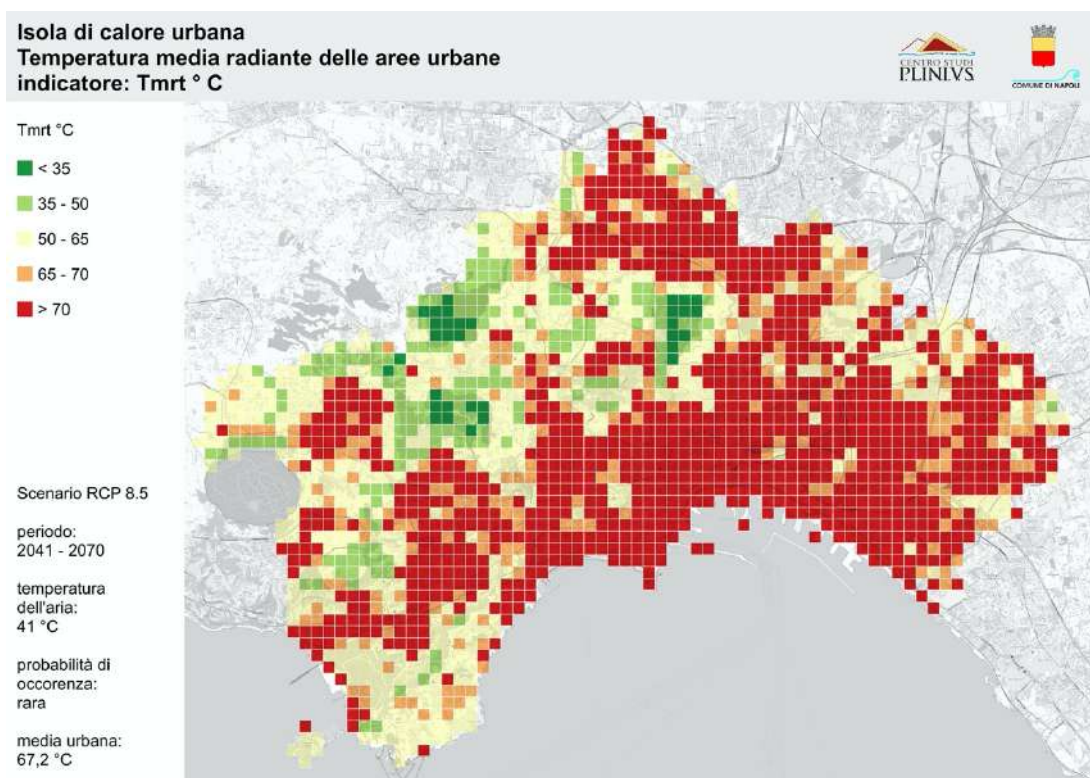 Isola di calore urbana
Temperatura media radiante delle aree urbane
indicatore: Tmrt ° C
CENTRO STUDI
PLINIVS
COMUNE DI NAPOLI
Tmrt °C
< 35
35 - 50
50 - 65
65 - 70
> 70
Scenario RCP 8.5
periodo:
2041 - 2070
temperatura
dell'aria:
41 °C
probabilità di
occorenza:
rara
media urbana:
67,2 °C